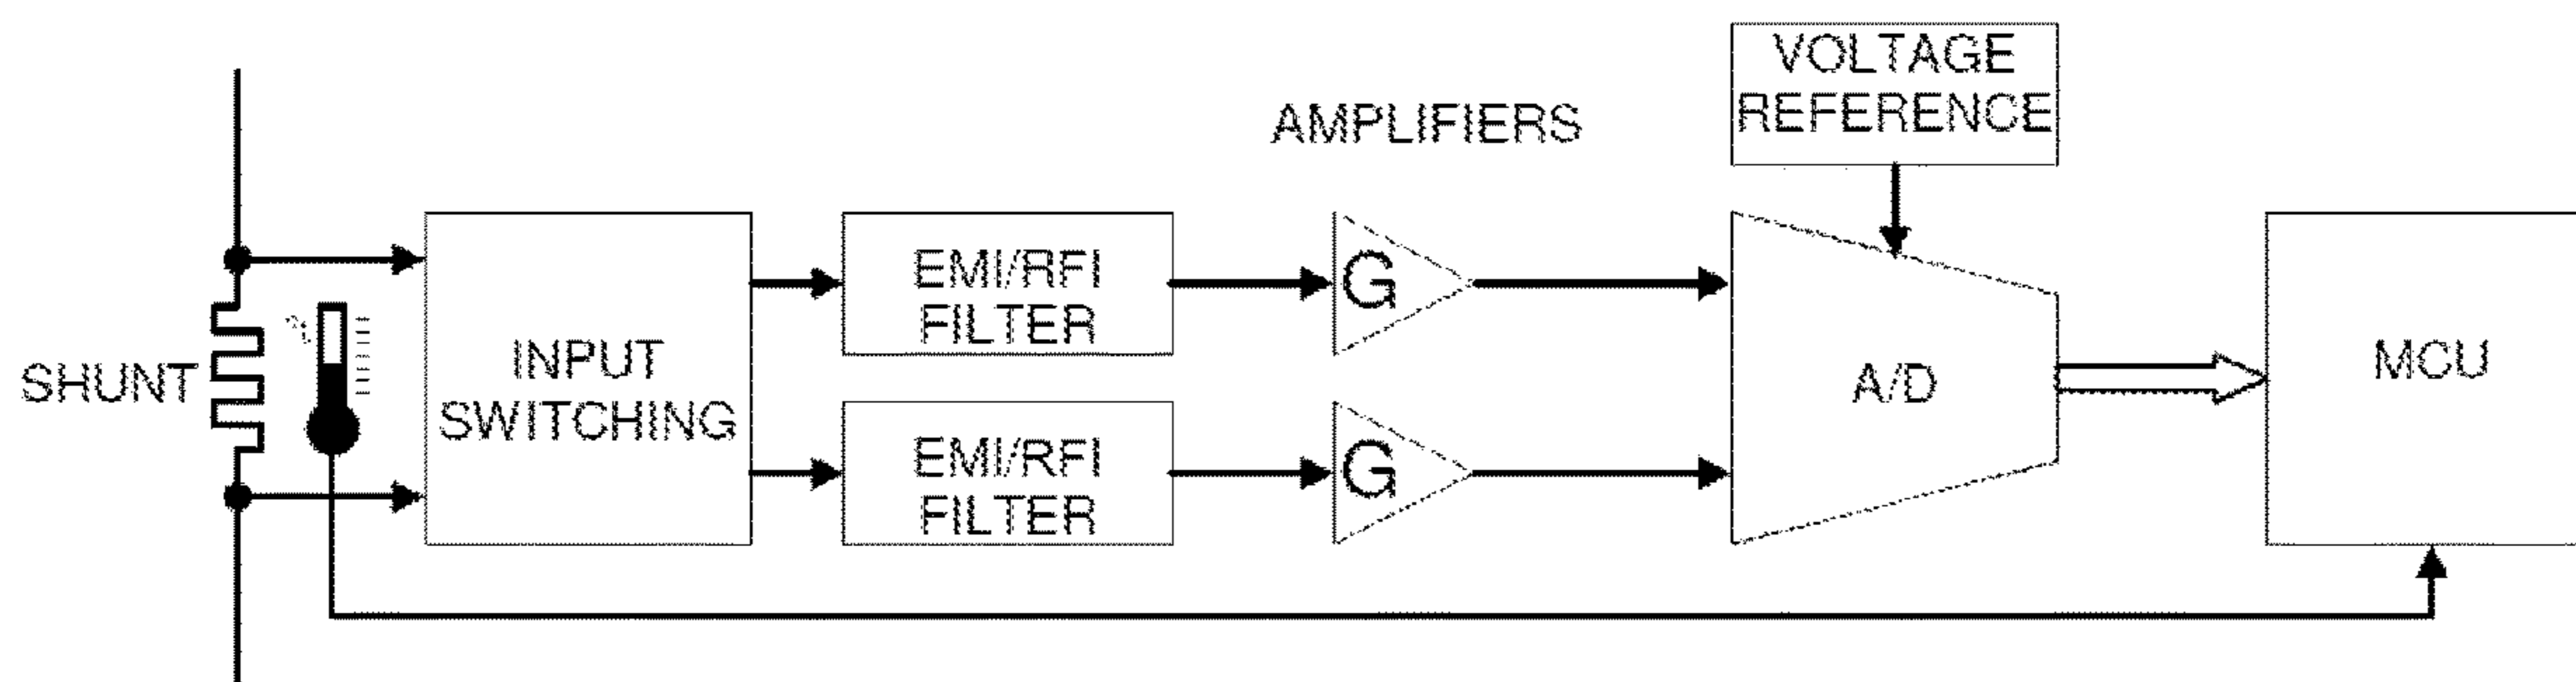 VOLTAGE
REFERENCE
AMPLIFIERS
SHUNT
INPUT
SWITCHING
EMI/RFI
FILTER
EMI/RFI
FILTER
G
G
A/D
MCU